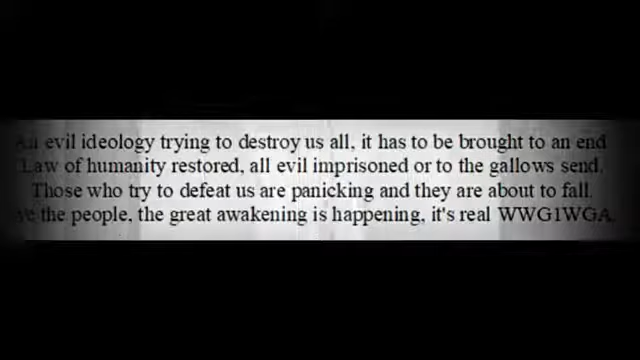 An evil ideology trying to destroy us all, it has to be brought to an end
Law of humanity restored, all evil imprisoned or to the gallows send.
Those who try to defeat us are panicking and they are about to fall.
the people, the great awakening is happening, it's real WWG1WGA